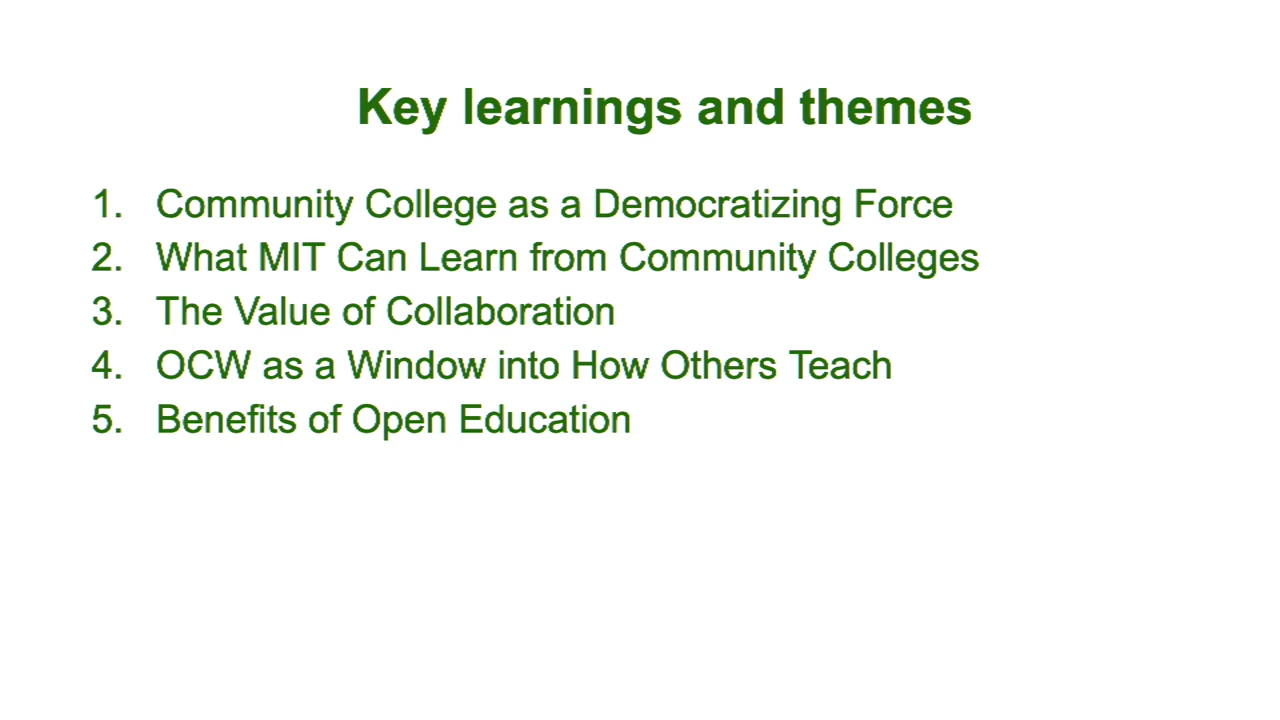 Key learnings and themes
1. Community College as a Democratizing Force
2. What MIT Can Learn from Community Colleges
3. The Value of Collaboration
4. OCW as a Window into How Others Teach
5. Benefits of Open Education